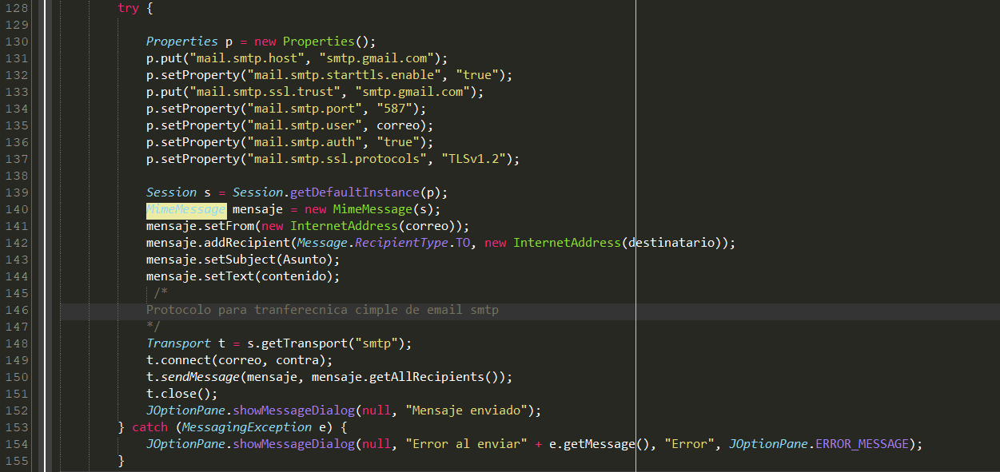 128 try {
129
130 Properties p = new Properties();
131 p.put("mail.smtp.host", "smtp.gmail.com");
132 p.setProperty("mail.smtp.starttls.enable", "true");
133 p.put("mail.smtp.ssl.trust", "smtp.gmail.com");
134 p.setProperty("mail.smtp.port", "587");
135 p.setProperty("mail.smtp.user", correo);
136 p.setProperty("mail.smtp.auth", "true");
137 p.setProperty("mail.smtp.ssl.protocols", "TLSv1.2");
138
139 Session s = Session.getDefaultInstance(p);
140 MimeMessage mensaje = new MimeMessage(s);
141 mensaje.setFrom(new InternetAddress(correo));
142 mensaje.addRecipient(Message.RecipientType.TO, new InternetAddress(destinatario));
143 mensaje.setSubject(Asunto);
144 mensaje.setText(contenido);
145 /*
146 Protocolo para tranferecnica cimple de email smtp
147 */
148 Transport t = s.getTransport("smtp");
149 t.connect(correo, contra);
150 t.sendMessage(mensaje, mensaje.getAllRecipients());
151 t.close();
152 JOptionPane.showMessageDialog(null, "Mensaje enviado");
153 } catch (MessagingException e) {
154 JOptionPane.showMessageDialog(null, "Error al enviar" + e.getMessage(), "Error", JOptionPane.ERROR_MESSAGE);
155 }